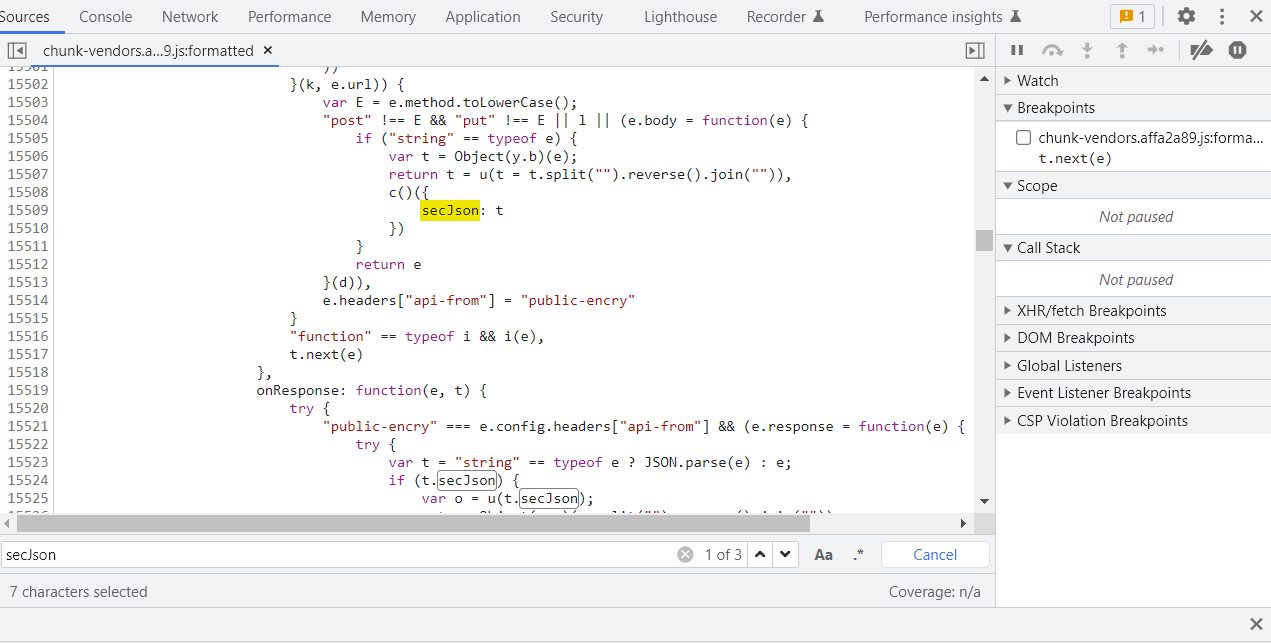 Sources Console Network Performance Memory Application Security Lighthouse Recorder Performance insights 1
chunk-vendors.a...9.js:formatted ×
15501 ))
15502 }(k, e.url)) {
15503 var E = e.method.toLowerCase();
15504 "post" !== E && "put" !== E || l || (e.body = function(e) {
15505 if ("string" == typeof e) {
15506 var t = Object(y.b)(e);
15507 return t = u(t = t.split("").reverse().join("")),
15508 c()({
15509 secJson: t
15510 })
15511 }
15512 return e
15513 }(d)),
15514 e.headers["api-from"] = "public-encry"
15515 }
15516 "function" == typeof i && i(e),
15517 t.next(e)
15518 },
15519 onResponse: function(e, t) {
15520 try {
15521 "public-encry" === e.config.headers["api-from"] && (e.response = function(e) {
15522 try {
15523 var t = "string" == typeof e ? JSON.parse(e) : e;
15524 if (t.secJson) {
15525 var o = u(t.secJson);
secJson 1 of 3 Aa .* Cancel
7 characters selected Coverage: n/a
Watch
Breakpoints
chunk-vendors.affa2a89.js:forma...
t.next(e)
Scope
Not paused
Call Stack
Not paused
XHR/fetch Breakpoints
DOM Breakpoints
Global Listeners
Event Listener Breakpoints
CSP Violation Breakpoints